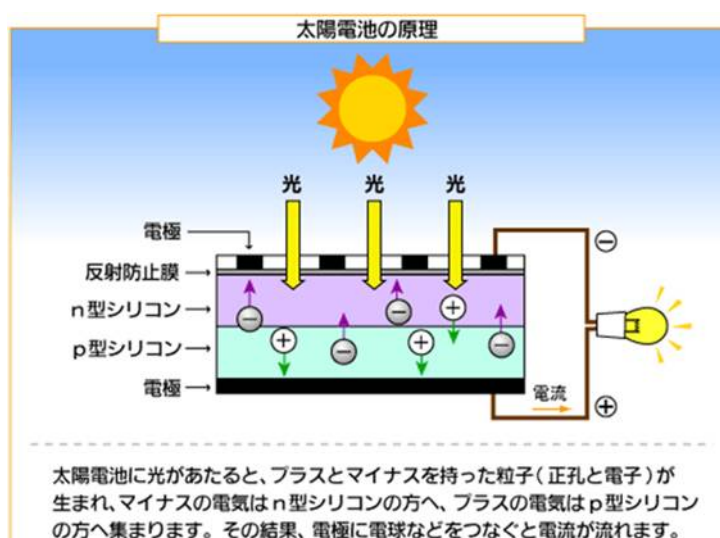 太陽電池の原理
光 光 光
電極
反射防止膜
n型シリコン
p型シリコン
電極
⊖
電流
⊕
太陽電池に光があたると、プラスとマイナスを持った粒子(正孔と電子)が
生まれ、マイナスの電気はn型シリコンの方へ、プラスの電気はp型シリコン
の方へ集まります。その結果、電極に電球などをつなぐと電流が流れます。